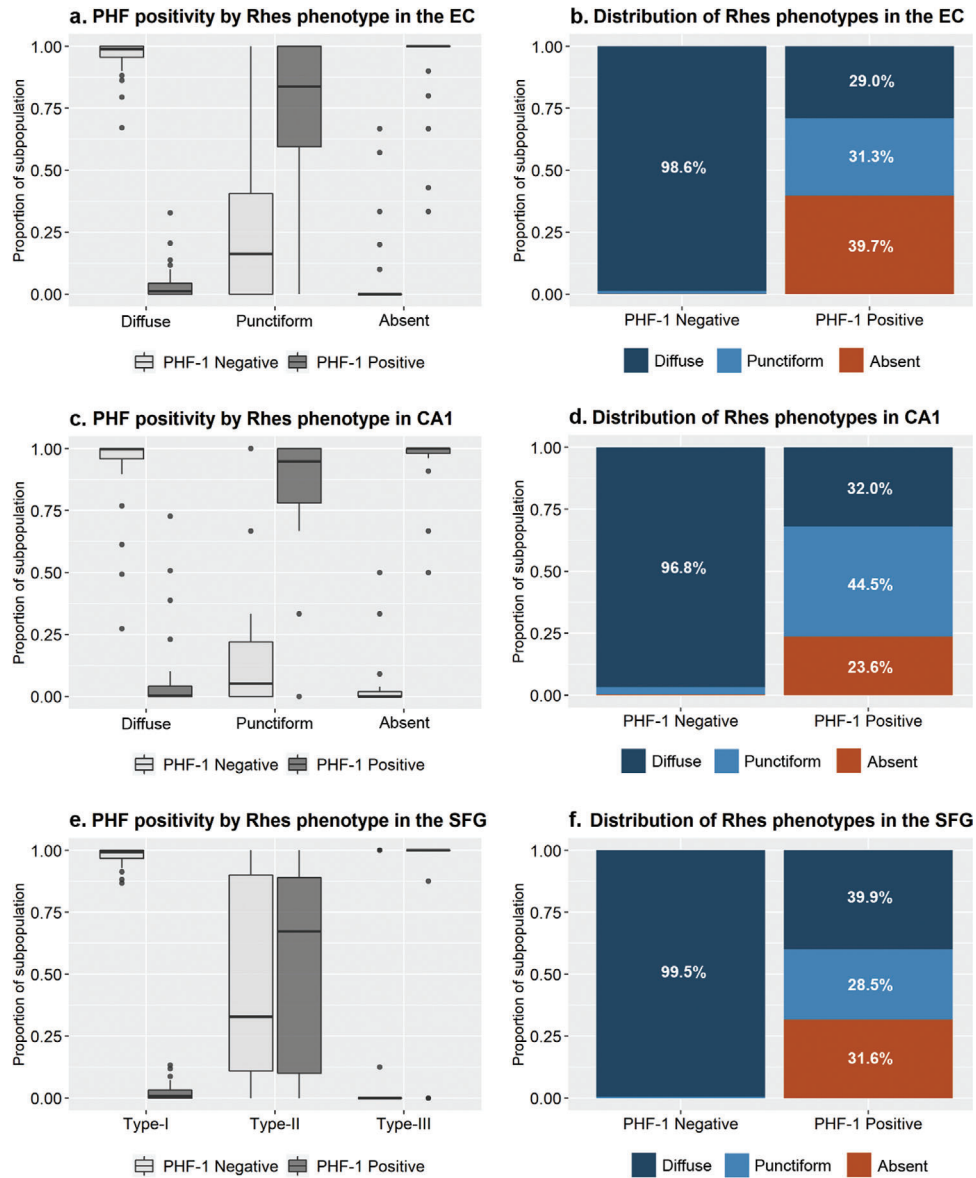 a. PHF positivity by Rhes phenotype in the EC
Proportion of subpopulation
1.00
0.75
0.50
0.25
0.00
Diffuse Punctiform Absent
PHF-1 Negative PHF-1 Positive
b. Distribution of Rhes phenotypes in the EC
Proportion of subpopulation
1.00
0.75
0.50
0.25
0.00
98.6%
29.0%
31.3%
39.7%
PHF-1 Negative PHF-1 Positive
Diffuse Punctiform Absent
c. PHF positivity by Rhes phenotype in CA1
Proportion of subpopulation
1.00
0.75
0.50
0.25
0.00
Diffuse Punctiform Absent
PHF-1 Negative PHF-1 Positive
d. Distribution of Rhes phenotypes in CA1
Proportion of subpopulation
1.00
0.75
0.50
0.25
0.00
96.8%
32.0%
44.5%
23.6%
PHF-1 Negative PHF-1 Positive
Diffuse Punctiform Absent
e. PHF positivity by Rhes phenotype in the SFG
Proportion of subpopulation
1.00
0.75
0.50
0.25
0.00
Type-I Type-II Type-III
PHF-1 Negative PHF-1 Positive
f. Distribution of Rhes phenotypes in the SFG
Proportion of subpopulation
1.00
0.75
0.50
0.25
0.00
99.5%
39.9%
28.5%
31.6%
PHF-1 Negative PHF-1 Positive
Diffuse Punctiform Absent